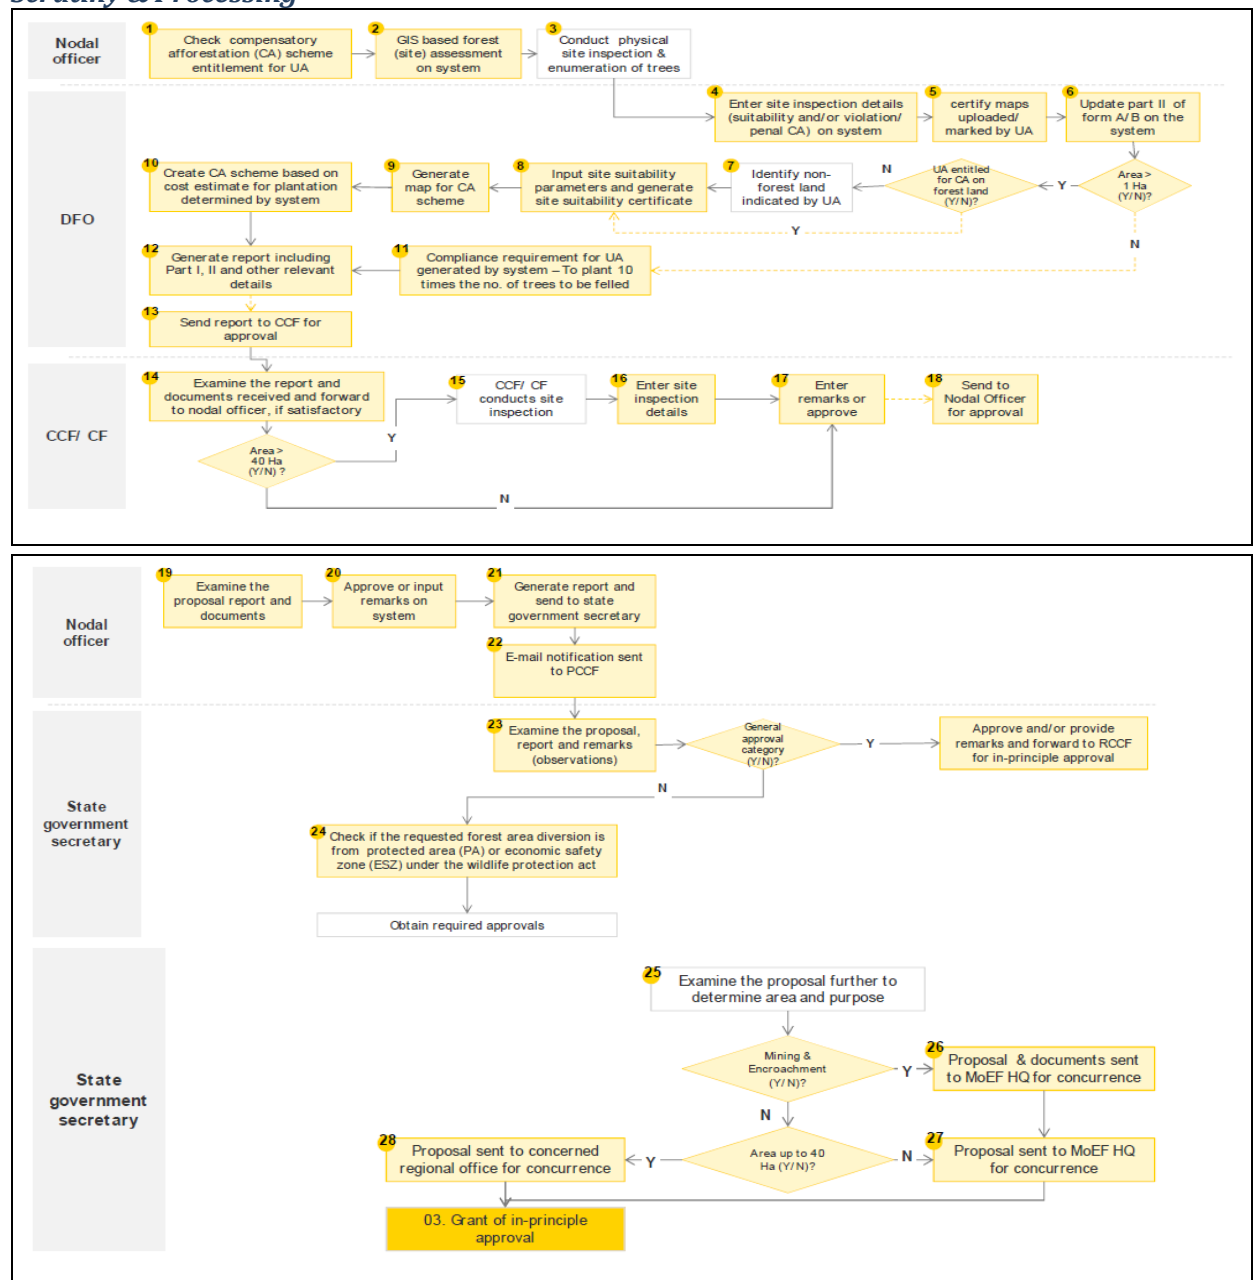 Scrutiny & Processing
Nodal
officer
1
Check compensatory
afforestation (CA) scheme
entitlement for UA
2
GIS based forest
(site) assessment
on system
3
Conduct physical
site inspection &
enumeration of trees
DFO
4
Enter site inspection details
(suitability and/or violation/
penal CA) on system
5
certify maps
uploaded/
marked by UA
6
Update part II of
form A/B on the
system
Area >
1 Ha
(Y/N)?
Y
N
UA entitled
for CA on
forest land
(Y/N)?
N
Y
7
Identify non-
forest land
indicated by UA
8
Input site suitability
parameters and generate
site suitability certificate
9
Generate
map for CA
scheme
10
Create CA scheme based on
cost estimate for plantation
determined by system
11
Compliance requirement for UA
generated by system – To plant 10
times the no. of trees to be felled
12
Generate report including
Part I, II and other relevant
details
13
Send report to CCF for
approval
CCF/ CF
14
Examine the report and
documents received and forward
to nodal officer, if satisfactory
Area >
40 Ha
(Y/N) ?
Y
N
15
CCF/ CF
conducts site
inspection
16
Enter site
inspection
details
17
Enter
remarks or
approve
18
Send to
Nodal Officer
for approval
Nodal
officer
19
Examine the
proposal report and
documents
20
Approve or input
remarks on
system
21
Generate report and
send to state
government secretary
22
E-mail notification sent
to PCCF
State
government
secretary
23
Examine the proposal,
report and remarks
(observations)
General
approval
category
(Y/N)?
Y
N
Approve and/or provide
remarks and forward to RCCF
for in-principle approval
24
Check if the requested forest area diversion is
from protected area (PA) or economic safety
zone (ESZ) under the wildlife protection act
Obtain required approvals
State
government
secretary
25
Examine the proposal further to
determine area and purpose
Mining &
Encroachment
(Y/N)?
Y
N
26
Proposal & documents sent
to MoEF HQ for concurrence
Area up to 40
Ha (Y/N)?
Y
N
27
Proposal sent to MoEF HQ
for concurrence
28
Proposal sent to concerned
regional office for concurrence
03. Grant of in-principle
approval